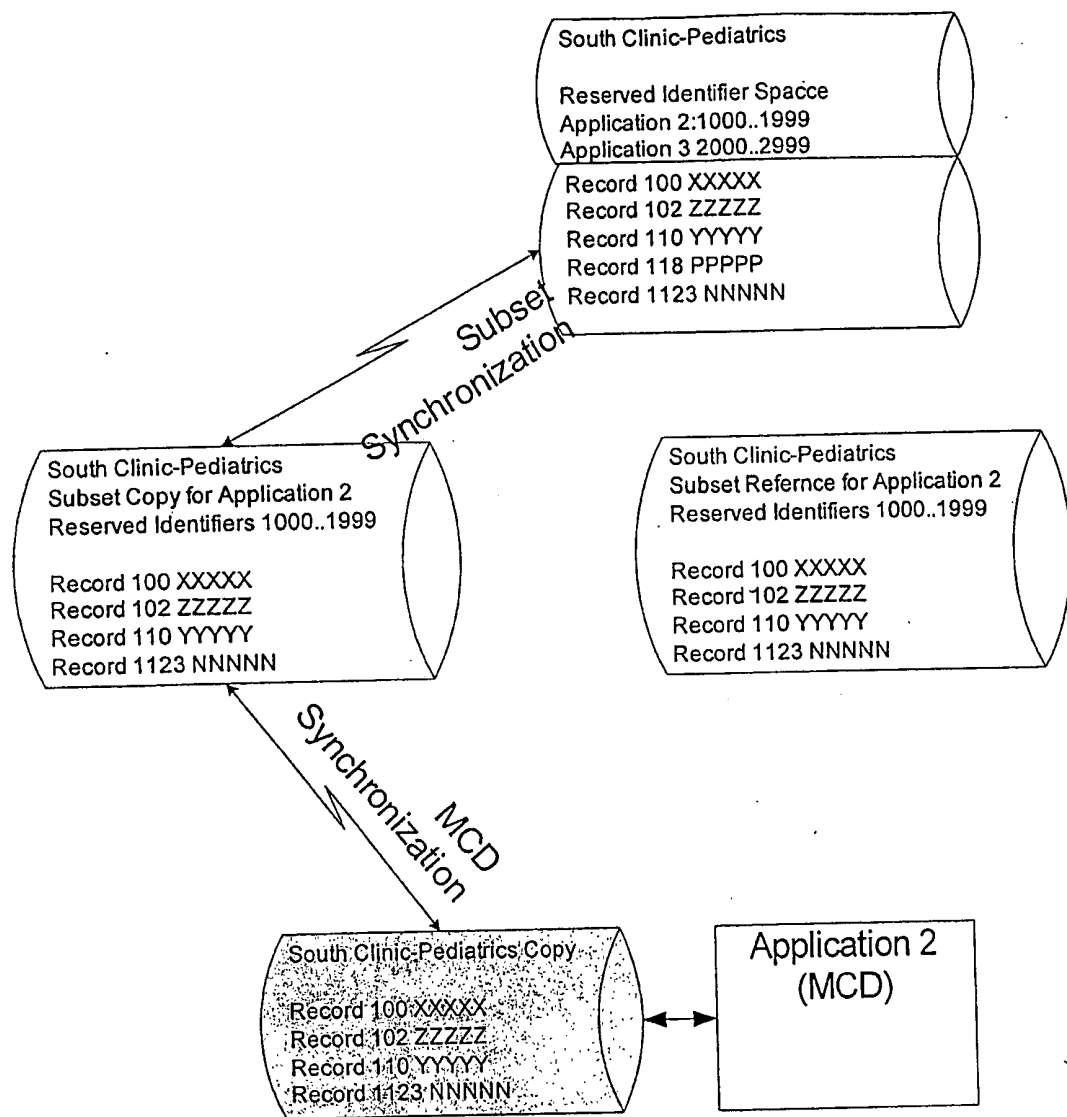 South Clinic-Pediatrics
Reserved Identifier Spacce
Application 2:1000..1999
Application 3 2000..2999
Record 100 XXXXX
Record 102 ZZZZZ
Record 110 YYYYY
Record 118 PPPPP
Record 1123 NNNNN
Subset
Synchronization
South Clinic-Pediatrics
Subset Copy for Application 2
Reserved Identifiers 1000..1999
Record 100 XXXXX
Record 102 ZZZZZ
Record 110 YYYYY
Record 1123 NNNNN
South Clinic-Pediatrics
Subset Refernce for Application 2
Reserved Identifiers 1000..1999
Record 100 XXXXX
Record 102 ZZZZZ
Record 110 YYYYY
Record 1123 NNNNN
MCD
Synchronization
South Clinic-Pediatrics Copy
Record 100 XXXXX
Record 102 ZZZZZ
Record 110 YYYYY
Record 1123 NNNNN
Application 2
(MCD)